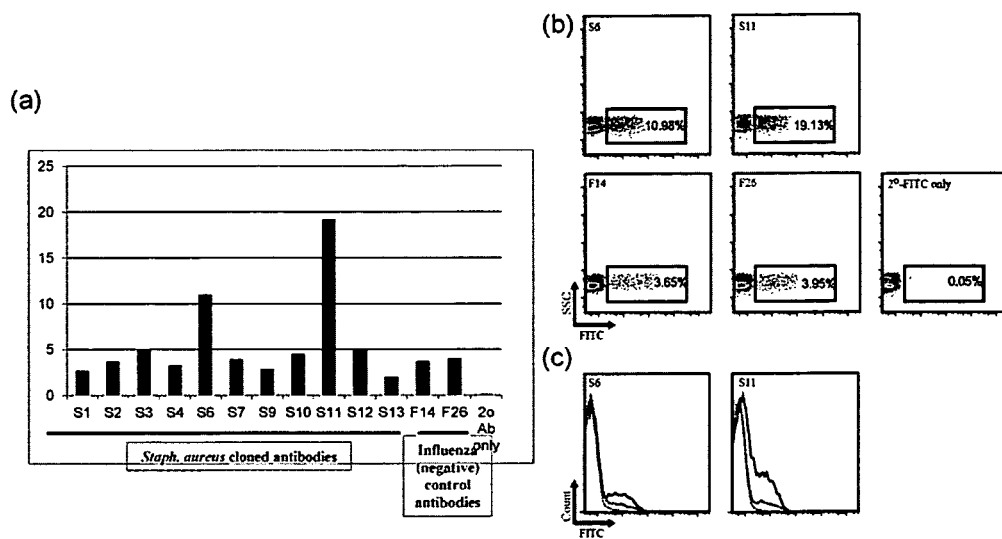 (a)
25
20
15
10
5
0
S1 S2 S3 S4 S6 S7 S9 S10 S11 S12 S13 F14 F26 2o
Ab
only
Staph. aureus cloned antibodies
Influenza
(negative)
control
antibodies
(b)
S6
10.98%
S11
19.13%
F14
3.65%
F26
3.95%
2°-FITC only
0.05%
SSC
FITC
(c)
S6
S11
Count
FITC